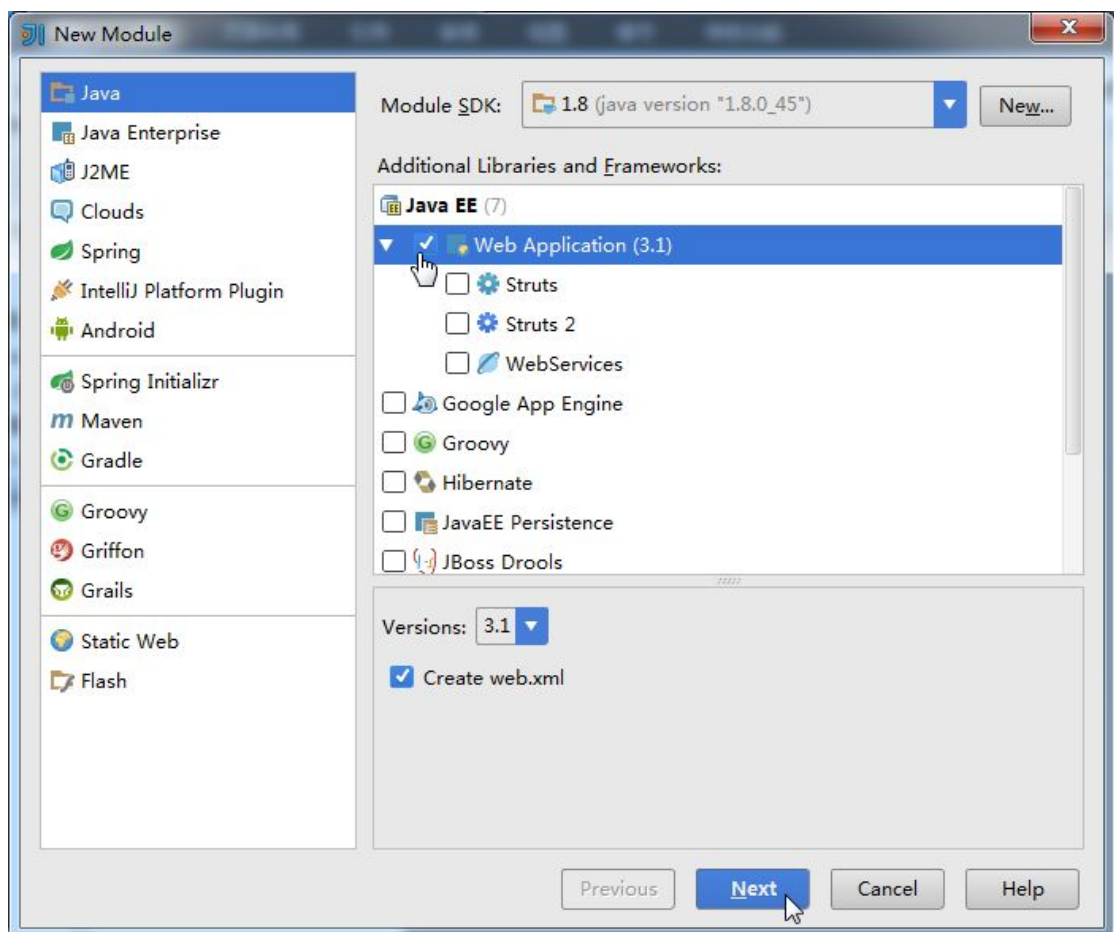 New Module
Java
Java Enterprise
J2ME
Clouds
Spring
IntelliJ Platform Plugin
Android
Spring Initializr
Maven
Gradle
Groovy
Griffon
Grails
Static Web
Flash
Module SDK: 1.8 (java version "1.8.0_45") New...
Additional Libraries and Frameworks:
Java EE (7)
Web Application (3.1)
Struts
Struts 2
WebServices
Google App Engine
Groovy
Hibernate
JavaEE Persistence
JBoss Drools
Versions: 3.1
Create web.xml
Previous Next Cancel Help